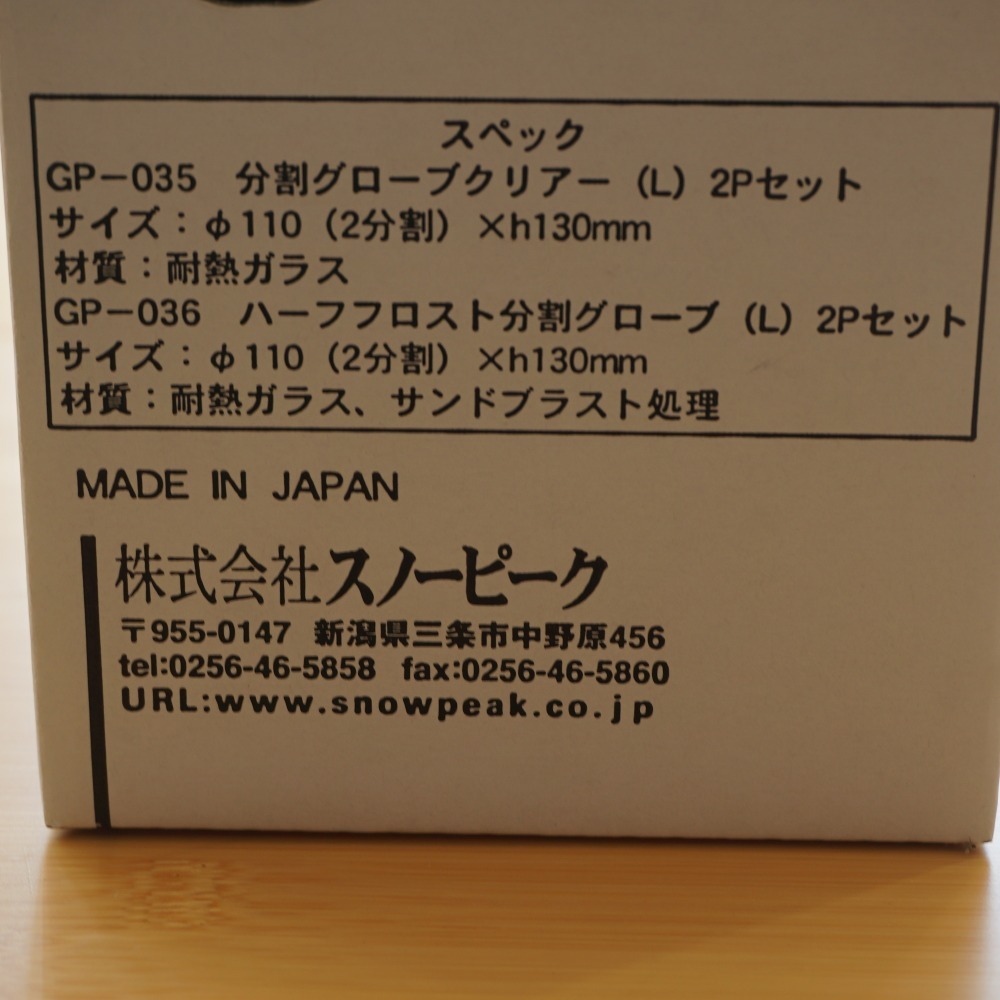 スペック
GP-035 分割グローブクリアー(L)2Pセット
サイズ:φ110(2分割)×h130mm
材質:耐熱ガラス
GP-036 ハーフフロスト分割グローブ(L)2Pセット
サイズ:φ110(2分割)×h130mm
材質:耐熱ガラス、サンドブラスト処理
MADE IN JAPAN
株式会社スノーピーク
〒955-0147 新潟県三条市中野原456
tel:0256-46-5858 fax:0256-46-5860
URL:www.snowpeak.co.jp